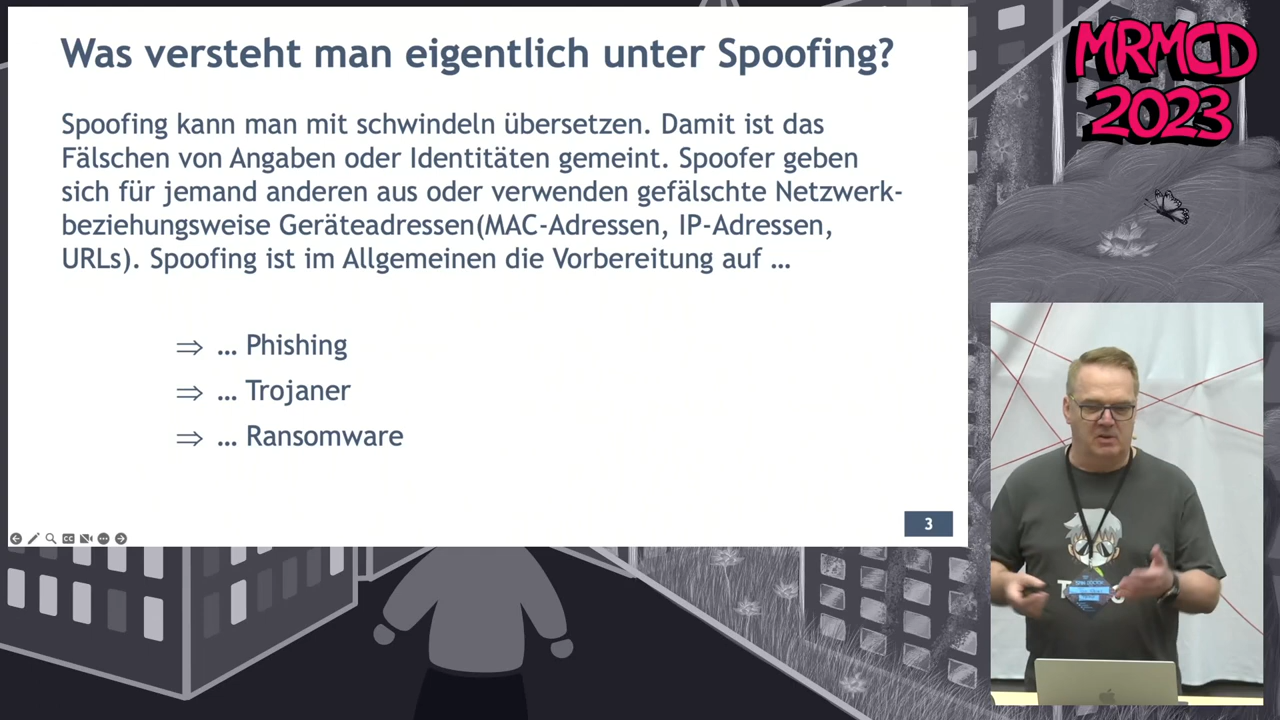 Was versteht man eigentlich unter Spoofing?
Spoofing kann man mit schwindeln übersetzen. Damit ist das
Fälschen von Angaben oder Identitäten gemeint. Spoofer geben
sich für jemand anderen aus oder verwenden gefälschte Netzwerk-
beziehungsweise Geräteadressen(MAC-Adressen, IP-Adressen,
URLs). Spoofing ist im Allgemeinen die Vorbereitung auf …
⇒ … Phishing
⇒ … Trojaner
⇒ … Ransomware
3
CC
MRMCD
2023